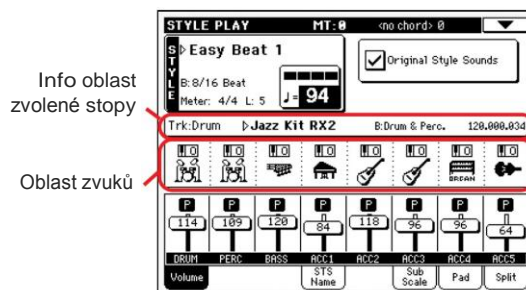 STYLE PLAY MT:0 <no chord> 0
STYLE
Easy Beat 1
Original Style Sounds
B:8/16 Beat
Meter: 4/4 L: 5 ♩= 94
Info oblast
zvolené stopy
Trk:Drum Jazz Kit RX2 B:Drum & Perc. 120.000.034
Oblast zvuků
ORGAN
P P P P P P P P
114 109 120 84 118 96 96 64
DRUM PERC BASS ACC1 ACC2 ACC3 ACC4 ACC5
Volume STS Name Sub Scale Pad Split